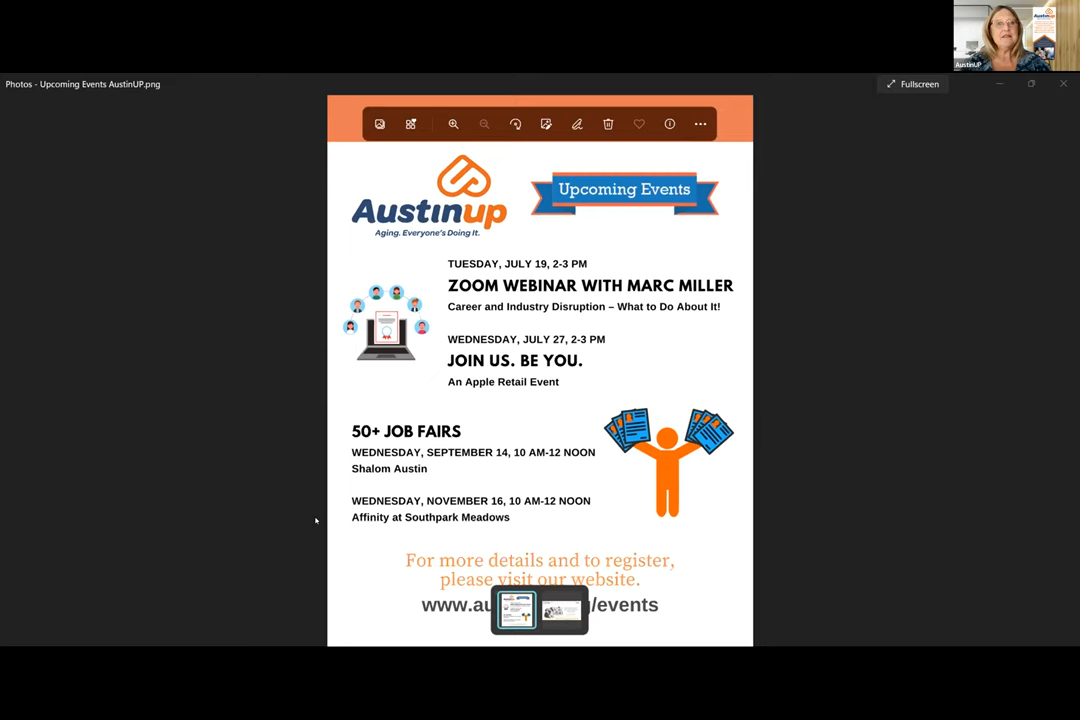 AustinUP
Photos - Upcoming Events AustinUP.png
Fullscreen
Austinup
Aging. Everyone's Doing It.
Upcoming Events
TUESDAY, JULY 19, 2-3 PM
ZOOM WEBINAR WITH MARC MILLER
Career and Industry Disruption – What to Do About It!
WEDNESDAY, JULY 27, 2-3 PM
JOIN US. BE YOU.
An Apple Retail Event
50+ JOB FAIRS
WEDNESDAY, SEPTEMBER 14, 10 AM-12 NOON
Shalom Austin
WEDNESDAY, NOVEMBER 16, 10 AM-12 NOON
Affinity at Southpark Meadows
For more details and to register,
please visit our website.
www.au /events